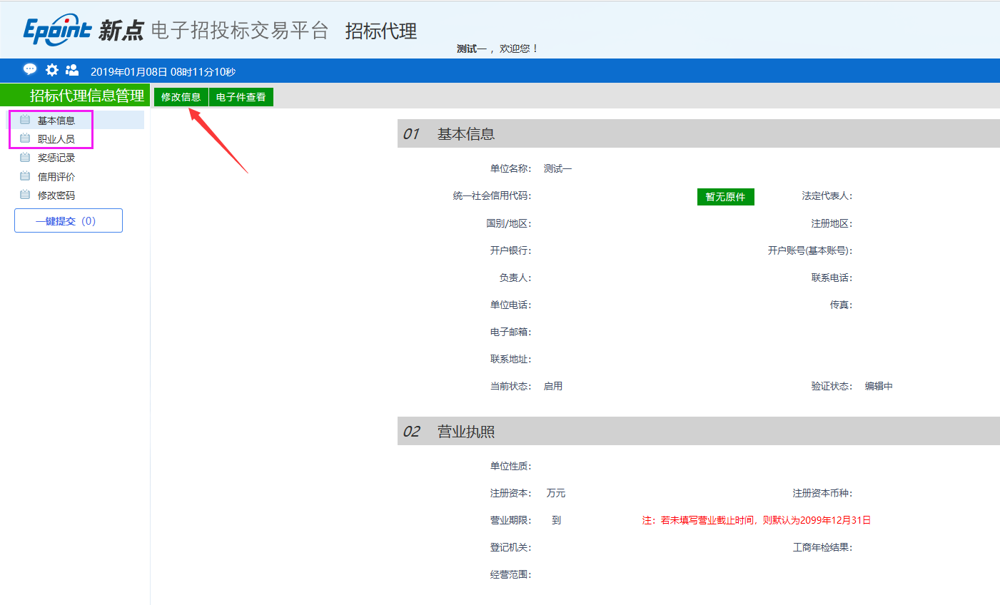 Epoint 新点 电子招投标交易平台 招标代理
测试一 ，欢迎您！
2019年01月08日 08时11分10秒
招标代理信息管理
修改信息 电子件查看
基本信息
职业人员
奖惩记录
信用评价
修改密码
一键提交（0）
01 基本信息
单位名称： 测试一
统一社会信用代码： 暂无原件 法定代表人：
国别/地区： 注册地区：
开户银行： 开户账号(基本账号)：
负责人： 联系电话：
单位电话： 传真：
电子邮箱：
联系地址：
当前状态： 启用 验证状态： 编辑中
02 营业执照
单位性质：
注册资本： 万元 注册资本币种：
营业期限： 到 注：若未填写营业截止时间，则默认为2099年12月31日
登记机关： 工商年检结果：
经营范围：